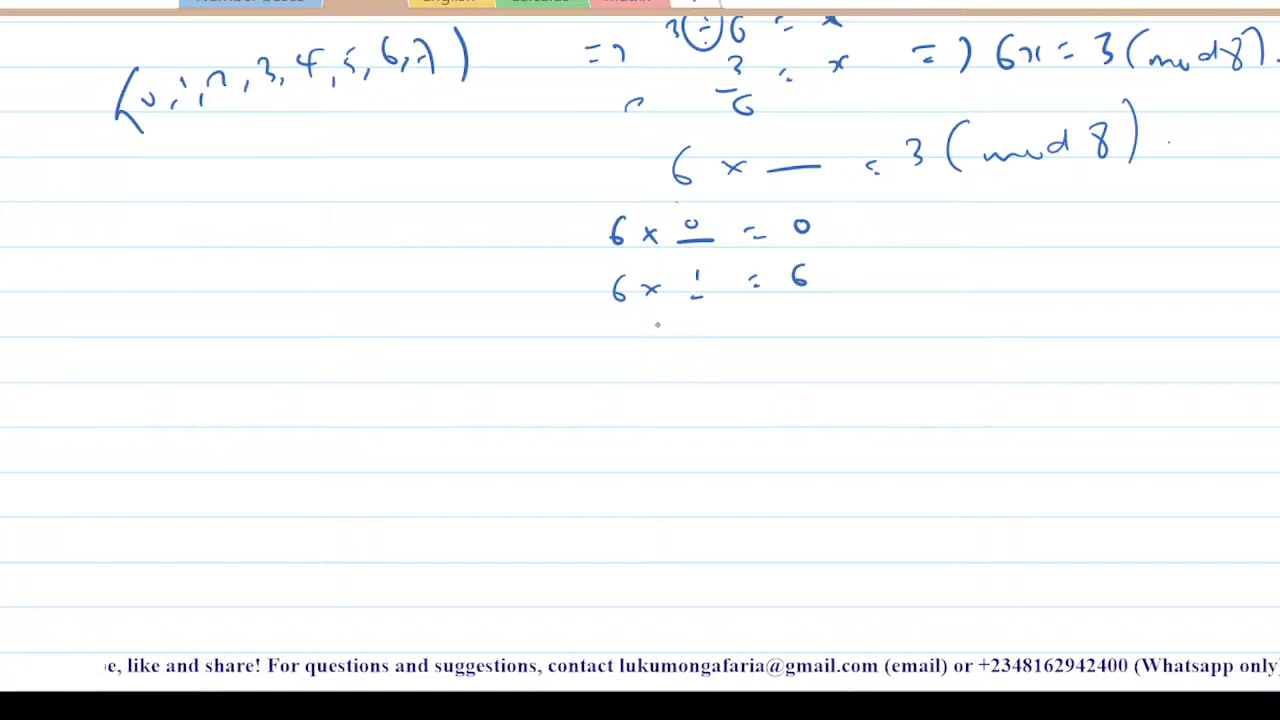 3 ÷ 6 = x
(0, 1, 2, 3, 4, 5, 6, 7) => 3/6 = x => 6x = 3 (mod 8).
6 x __ = 3 (mod 8).
6 x 0 = 0
6 x 1 = 6
e, like and share! For questions and suggestions, contact lukumongafaria@gmail.com (email) or +2348162942400 (Whatsapp only)